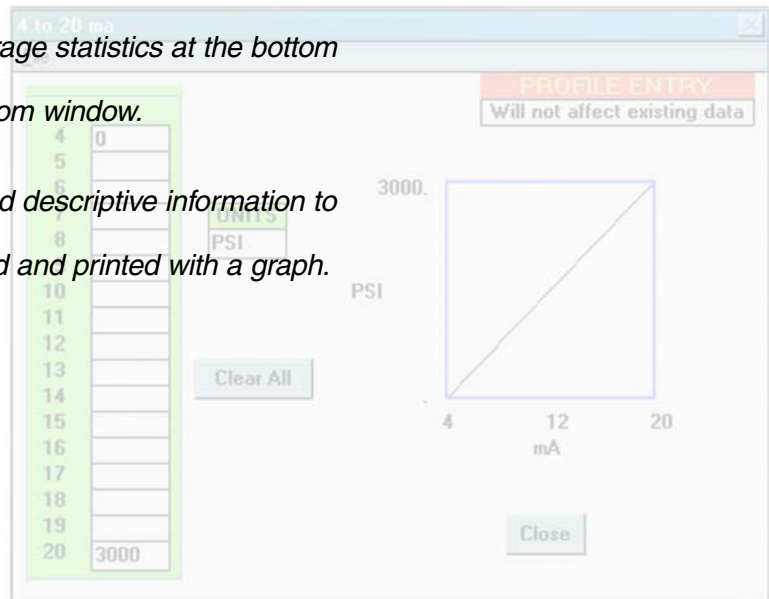 4 to 20 ma
rage statistics at the bottom
PROFILE ENTRY
om window.
Will not affect existing data
4 0
5
6
d descriptive information to
3000.
7
UNITS
8
PSI
d and printed with a graph.
10
PSI
11
12
13
Clear All
14
15
4 12 20
16
mA
17
18
19
Close
20 3000